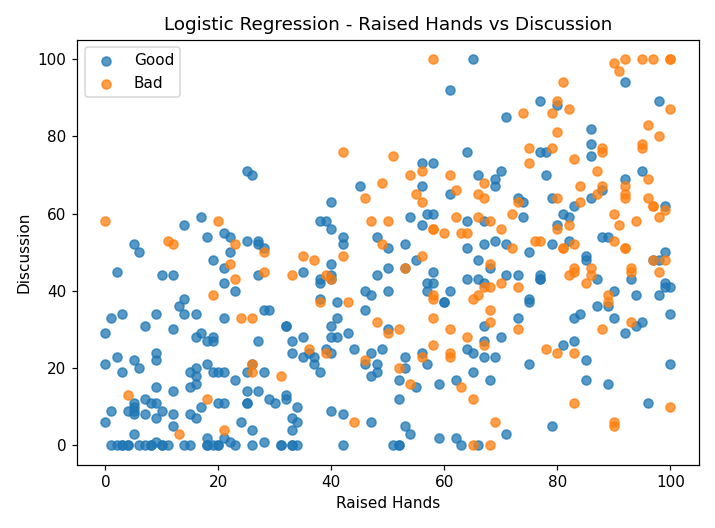 Logistic Regression - Raised Hands vs Discussion
Good
Bad
100
80
60
40
20
0
Discussion
0 20 40 60 80 100
Raised Hands